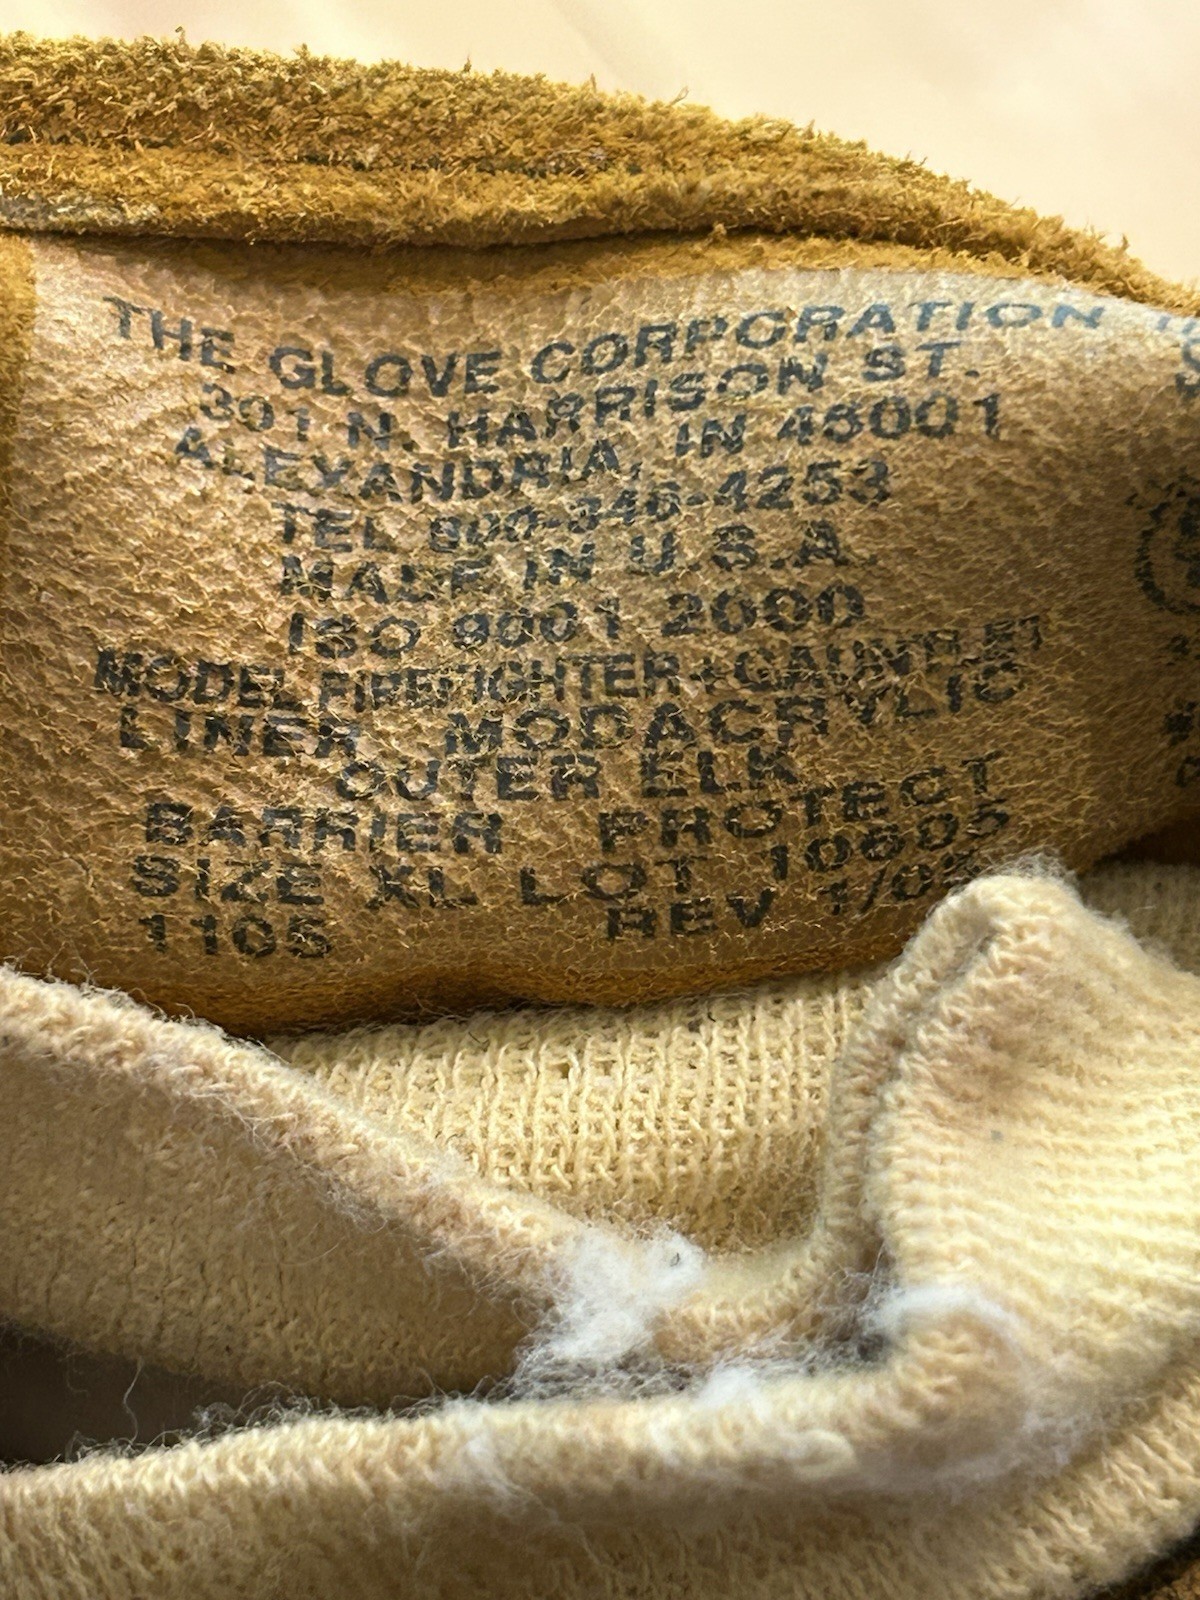 THE GLOVE CORPORATION
301 N. HARRISON ST.
ALEXANDRIA, IN 46001
TEL 800-346-4253
MADE IN U.S.A.
ISO 9001 2000
MODEL FIREFIGHTER+GAUNTLET
LINER MODACRYLIC
OUTER ELK
BARRIER PROTECT
SIZE XL LOT 10605
1105 REV